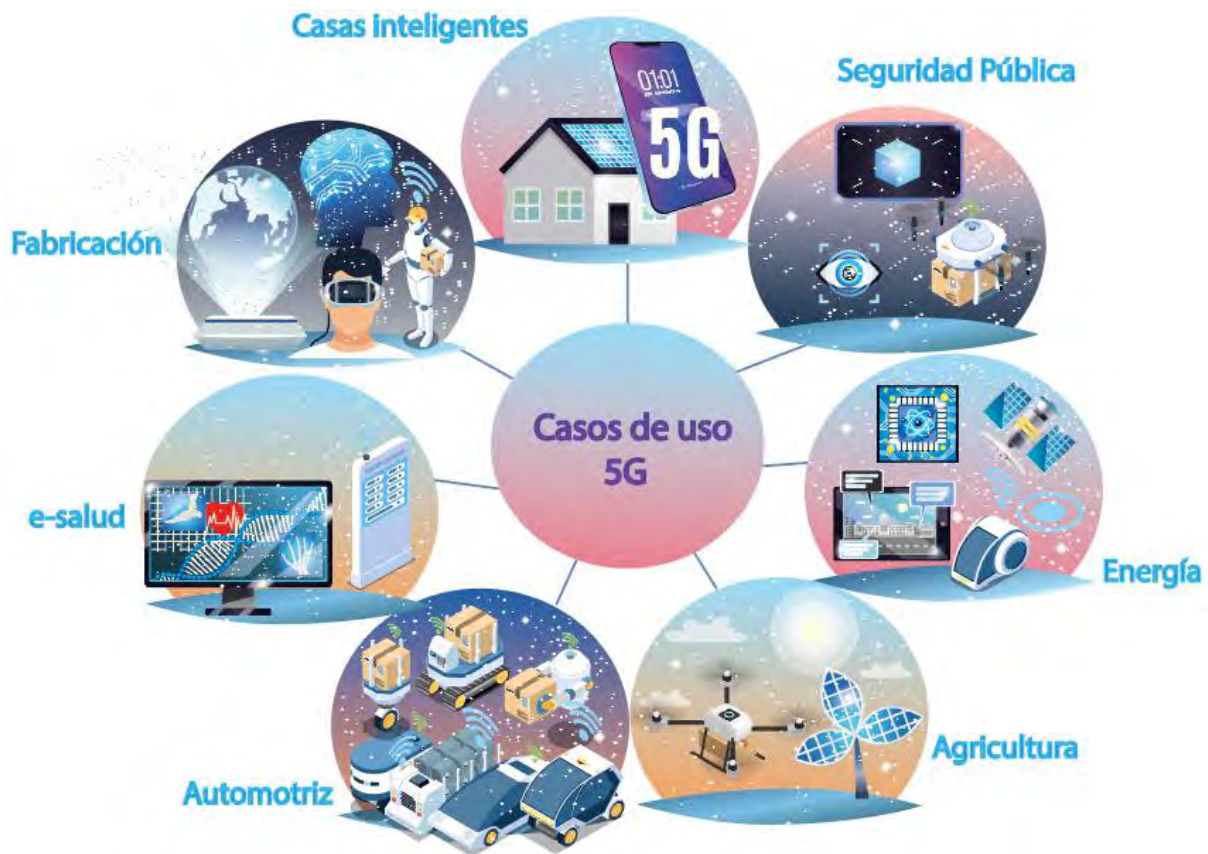 Casas inteligentes
Seguridad Pública
01:01
5G
Fabricación
Casos de uso
5G
e-salud
Energía
Agricultura
Automotriz